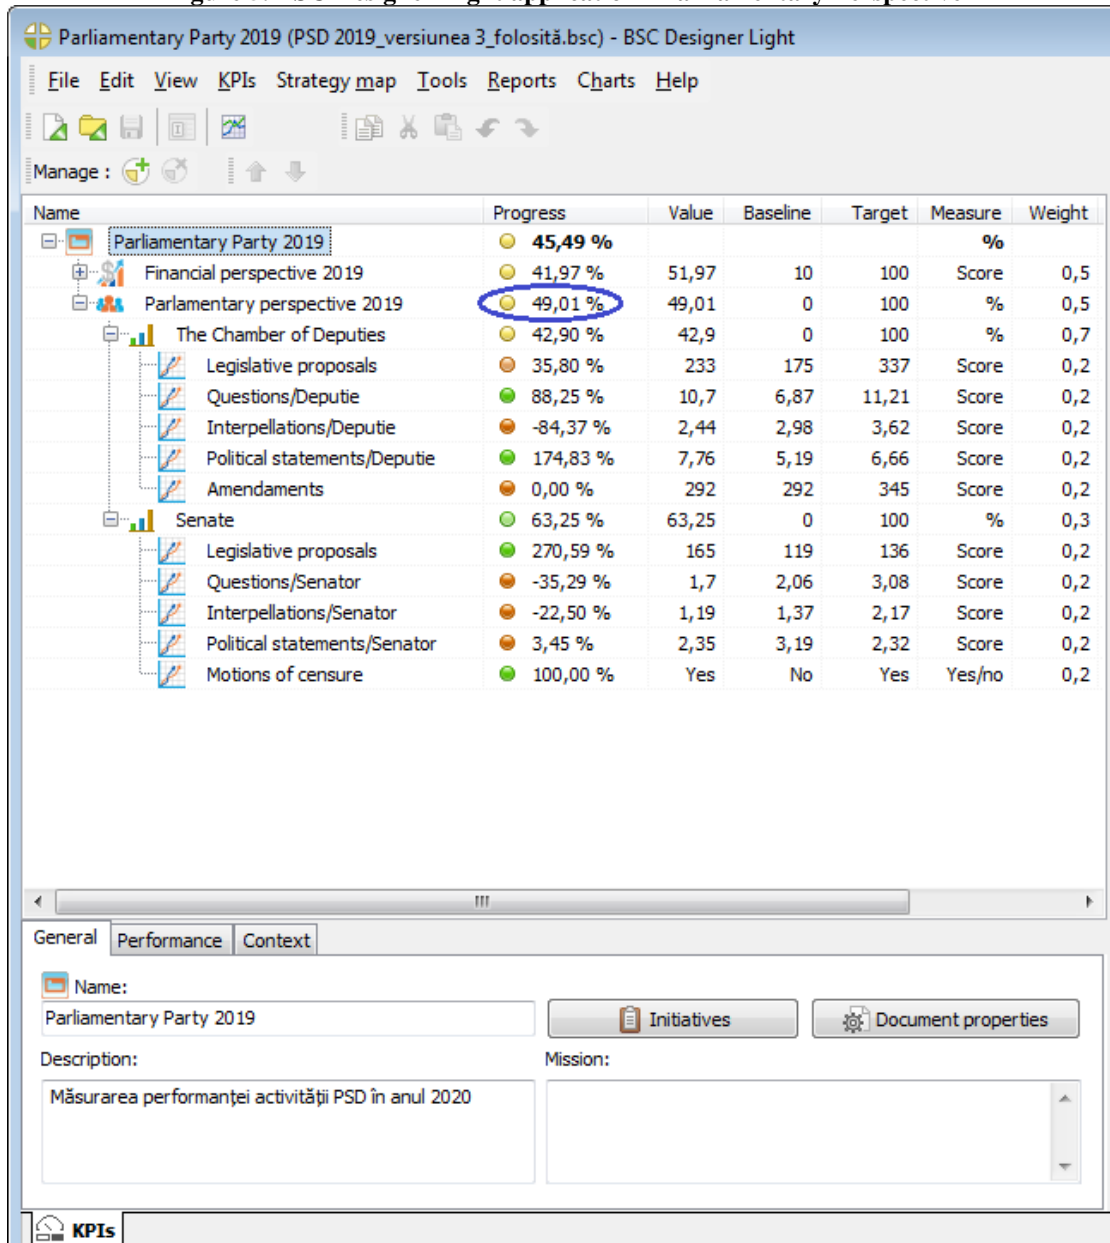 Parliamentary Party 2019 (PSD 2019_versiunea 3_folosită.bsc) - BSC Designer Light
File Edit View KPIs Strategy map Tools Reports Charts Help
Manage :
Name Progress Value Baseline Target Measure Weight
Parliamentary Party 2019 45,49 % %
Financial perspective 2019 41,97 % 51,97 10 100 Score 0,5
Parlamentary perspective 2019 49,01 % 49,01 0 100 % 0,5
The Chamber of Deputies 42,90 % 42,9 0 100 % 0,7
Legislative proposals 35,80 % 233 175 337 Score 0,2
Questions/Deputie 88,25 % 10,7 6,87 11,21 Score 0,2
Interpellations/Deputie -84,37 % 2,44 2,98 3,62 Score 0,2
Political statements/Deputie 174,83 % 7,76 5,19 6,66 Score 0,2
Amendaments 0,00 % 292 292 345 Score 0,2
Senate 63,25 % 63,25 0 100 % 0,3
Legislative proposals 270,59 % 165 119 136 Score 0,2
Questions/Senator -35,29 % 1,7 2,06 3,08 Score 0,2
Interpellations/Senator -22,50 % 1,19 1,37 2,17 Score 0,2
Political statements/Senator 3,45 % 2,35 3,19 2,32 Score 0,2
Motions of censure 100,00 % Yes No Yes Yes/no 0,2
General Performance Context
Name:
Parliamentary Party 2019 Initiatives Document properties
Description: Mission:
Măsurarea performanței activității PSD în anul 2020
KPIs